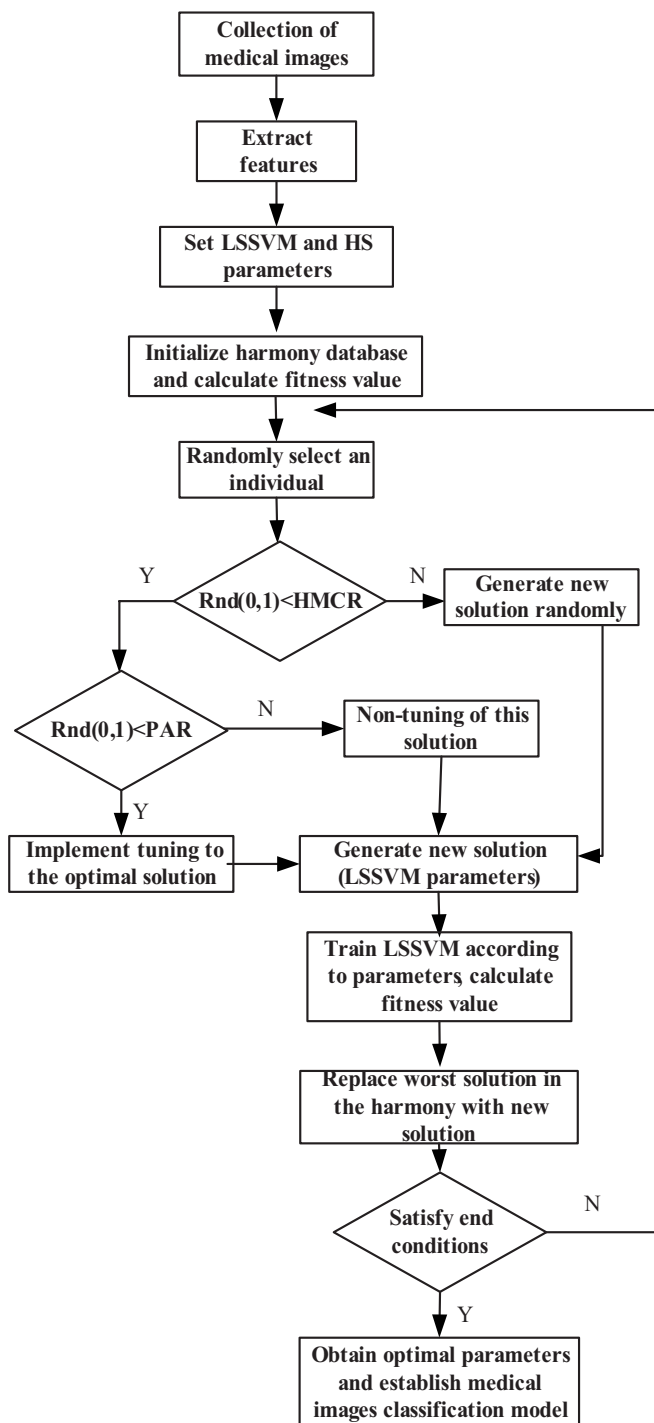 Collection of
medical images
Extract
features
Set LSSVM and HS
parameters
Initialize harmony database
and calculate fitness value
Randomly select an
individual
Y
Rnd(0,1)<HMCR
N
Generate new
solution randomly
Rnd(0,1)<PAR
N
Non-tuning of this
solution
Y
Implement tuning to
the optimal solution
Generate new solution
(LSSVM parameters)
Train LSSVM according
to parameters, calculate
fitness value
Replace worst solution in
the harmony with new
solution
Satisfy end
conditions
N
Y
Obtain optimal parameters
and establish medical
images classification model